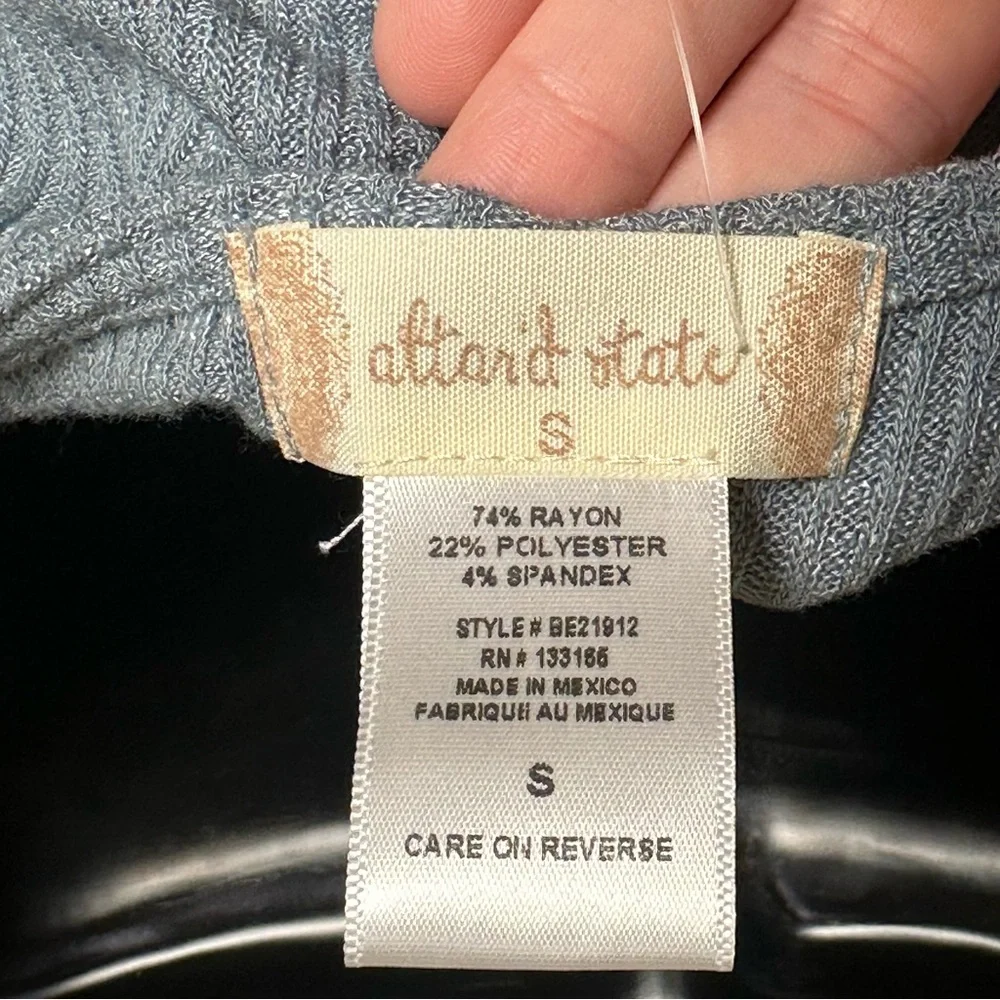 altar'd state
S
74% RAYON
22% POLYESTER
4% SPANDEX
STYLE # BE21912
RN # 133166
MADE IN MEXICO
FABRIQUE AU MEXIQUE
S
CARE ON REVERSE